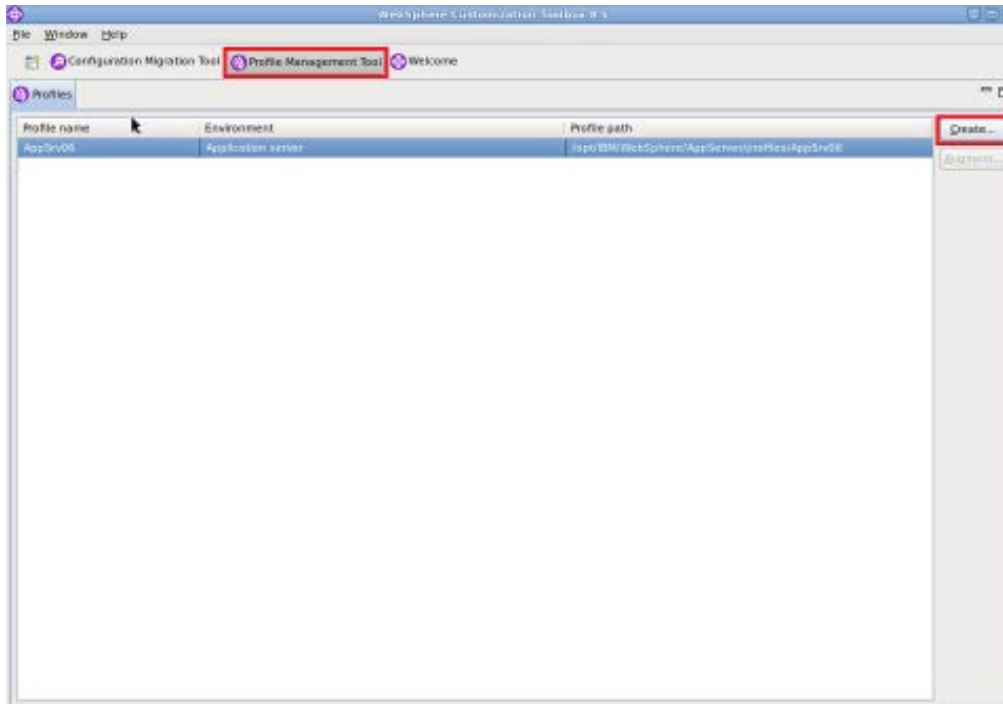 WebSphere Customization Toolbox 8.5
File Window Help
Configuration Migration Tool Profile Management Tool Welcome
Profiles
Profile name Environment Profile path Create...
AppSrv06 Application server /opt/IBM/WebSphere/AppServer/profiles/AppSrv06
Augment...